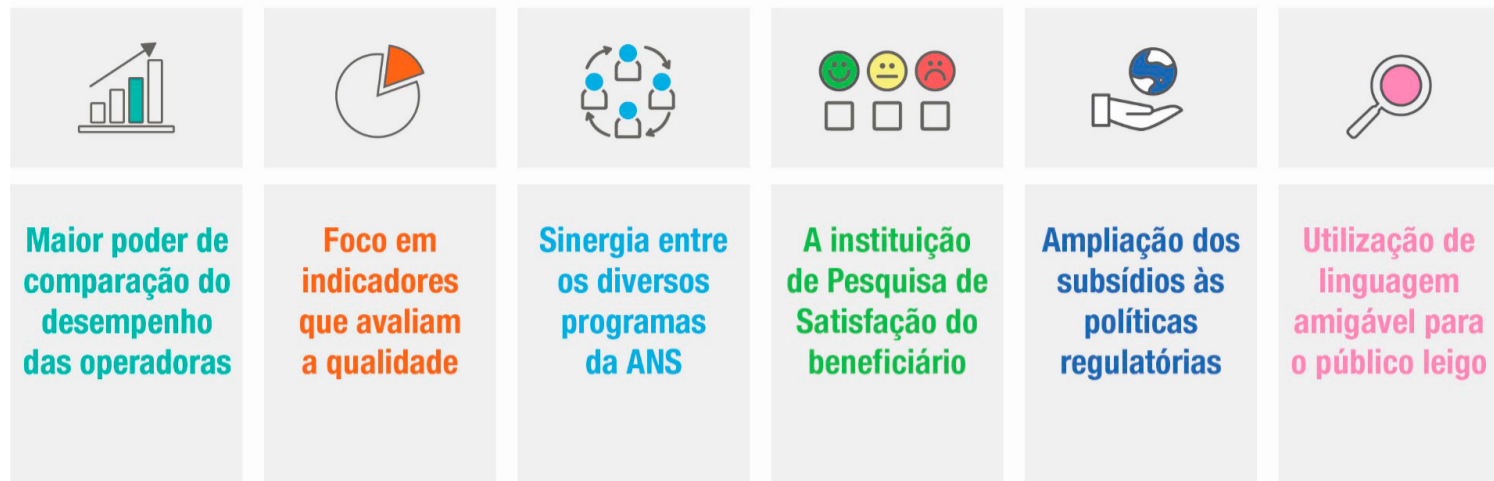 Maior poder de
comparação do
desempenho
das operadoras
Foco em
indicadores
que avaliam
a qualidade
Sinergia entre
os diversos
programas
da ANS
A instituição
de Pesquisa de
Satisfação do
beneficiário
Ampliação dos
subsídios às
políticas
regulatórias
Utilização de
linguagem
amigável para
o público leigo